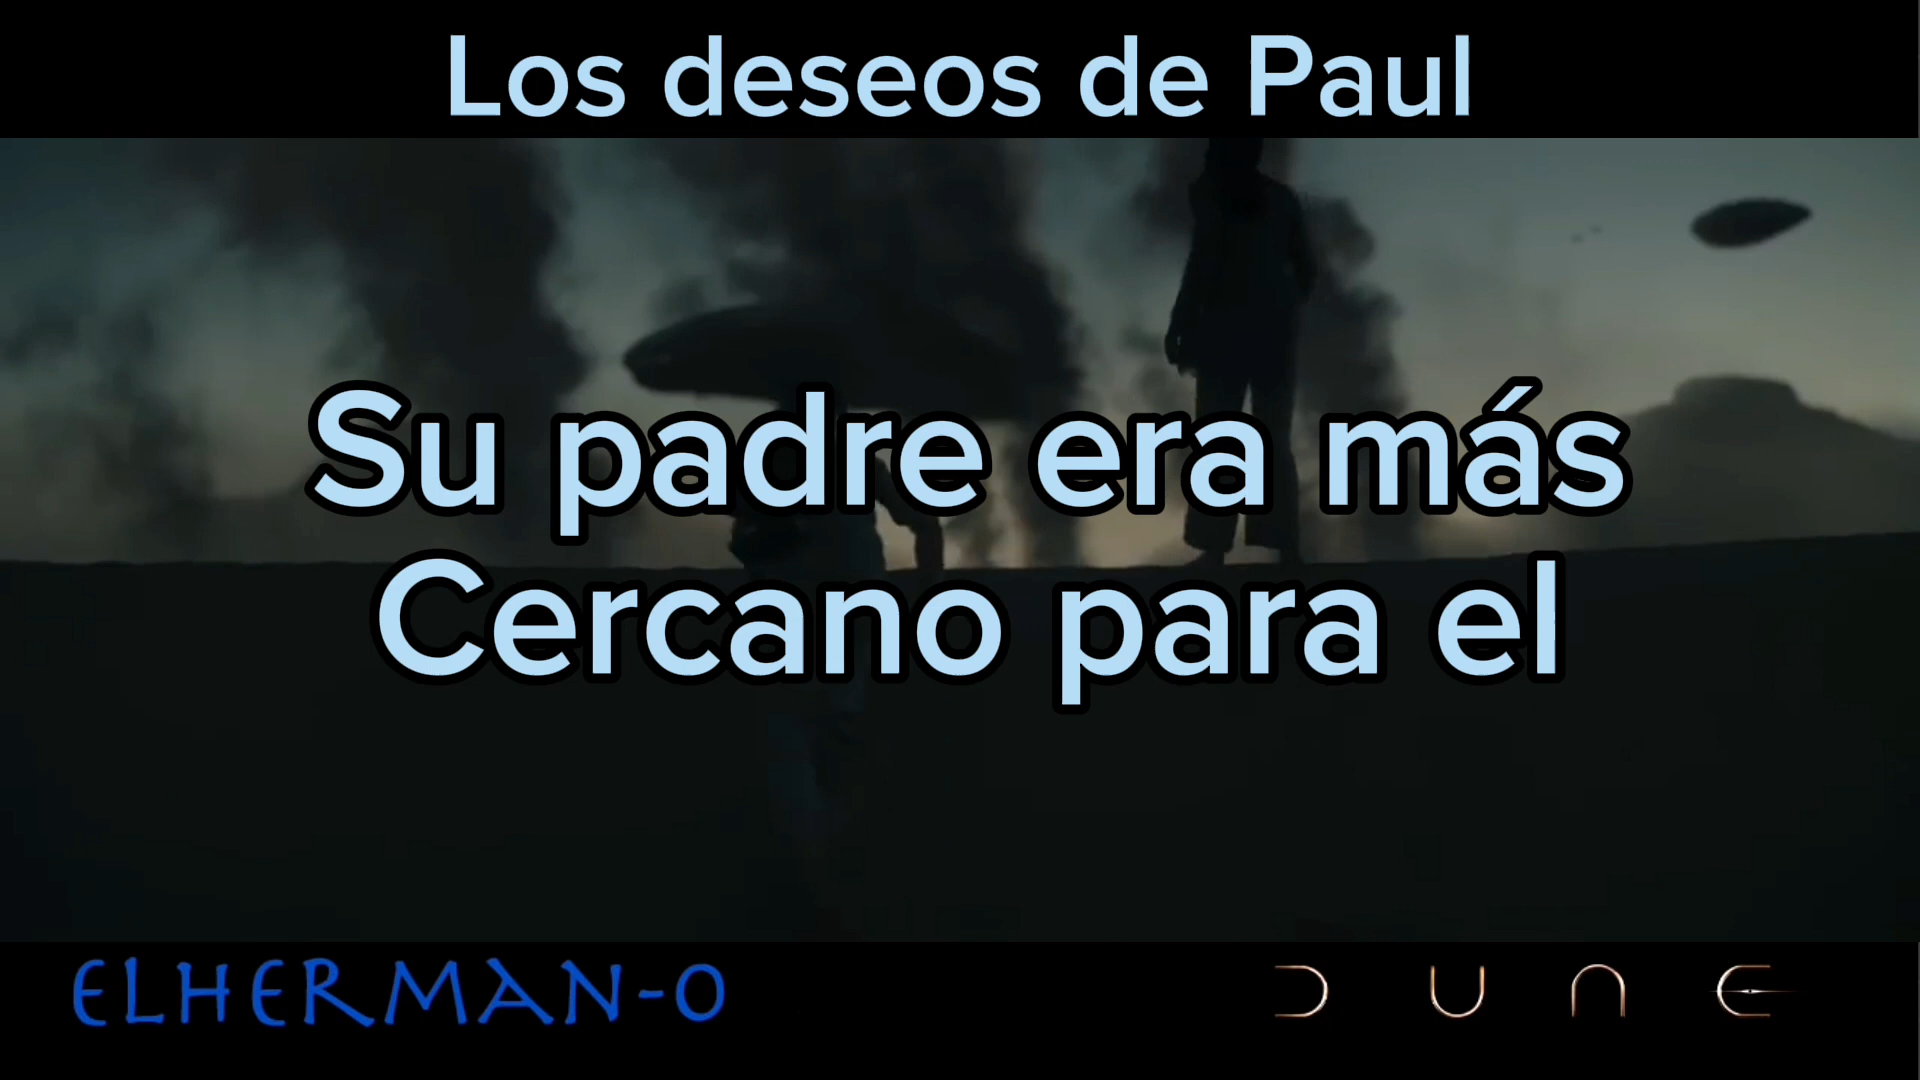 Los deseos de Paul
Su padre era más
Cercano para el
ELHERMAN-O
DUNE